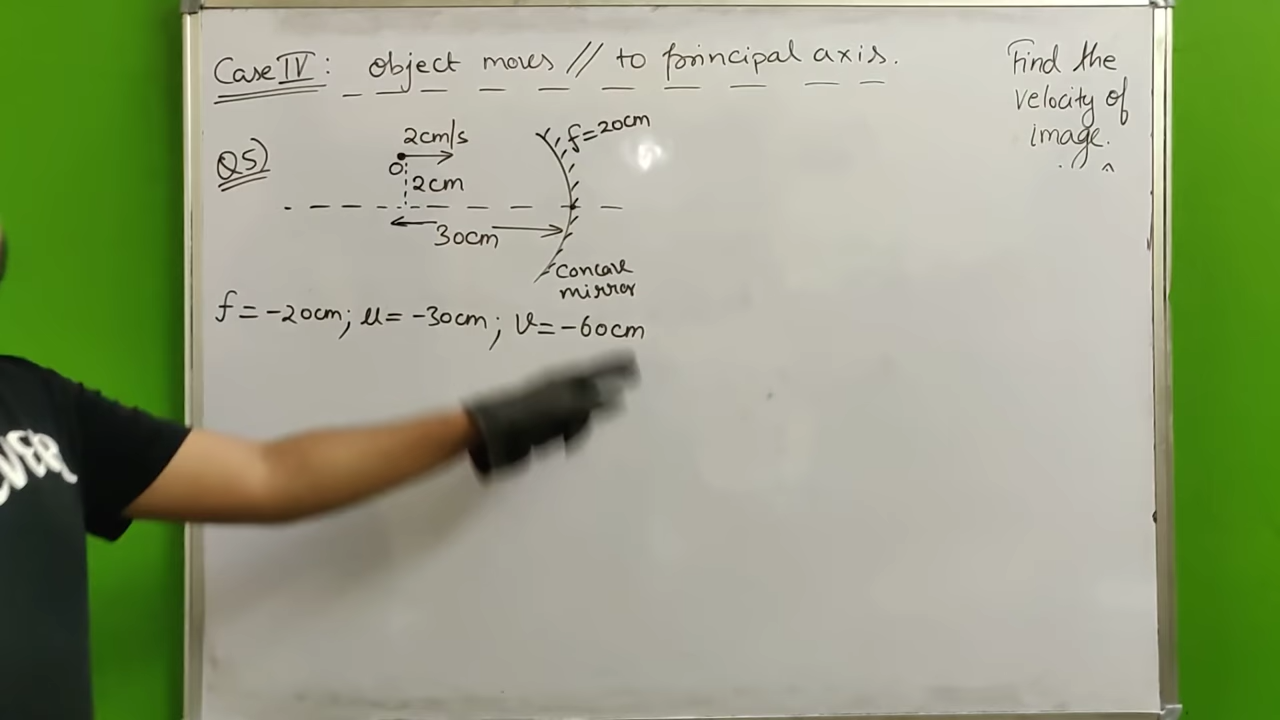 Case IV: object moves // to principal axis.
Find the
velocity of
image.
Q5)
2cm/s
f=20cm
O
2cm
30cm
Concave
mirror
f=-20cm; u=-30cm; v=-60cm